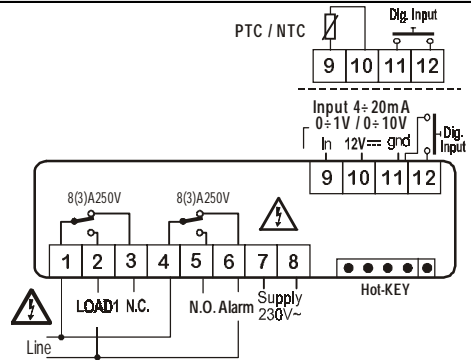 PTC / NTC
Dig. Input
9 10 11 12
Input 4÷20mA
0÷1V / 0÷10V
In 12V⎓ gnd
Dig.
Input
9 10 11 12
8(3)A250V 8(3)A250V
1 2 3 4 5 6 7 8
LOAD1 N.C. N.O. Alarm Supply
230V~
Hot-KEY
Line